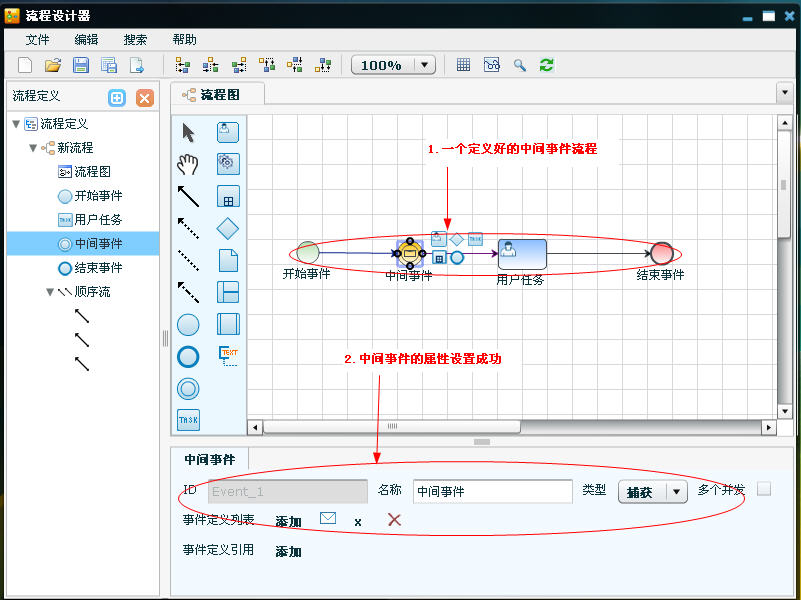 流程设计器
文件 编辑 搜索 帮助
100%
流程定义
流程图
流程定义
新流程
流程图
开始事件
TASK 用户任务
中间事件
结束事件
顺序流
TEXT
TASK
1.一个定义好的中间事件流程
TASK
开始事件 中间事件 用户任务 结束事件
2.中间事件的属性设置成功
中间事件
ID Event_1 名称 中间事件 类型 捕获 多个并发
事件定义列表 添加 x
事件定义引用 添加